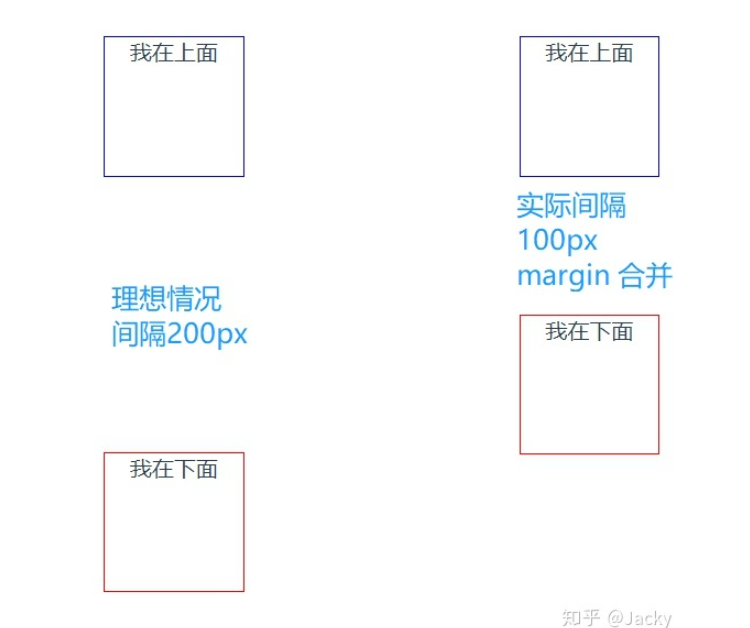 我在上面
理想情况
间隔200px
我在下面
我在上面
实际间隔
100px
margin 合并
我在下面
知乎 @Jacky